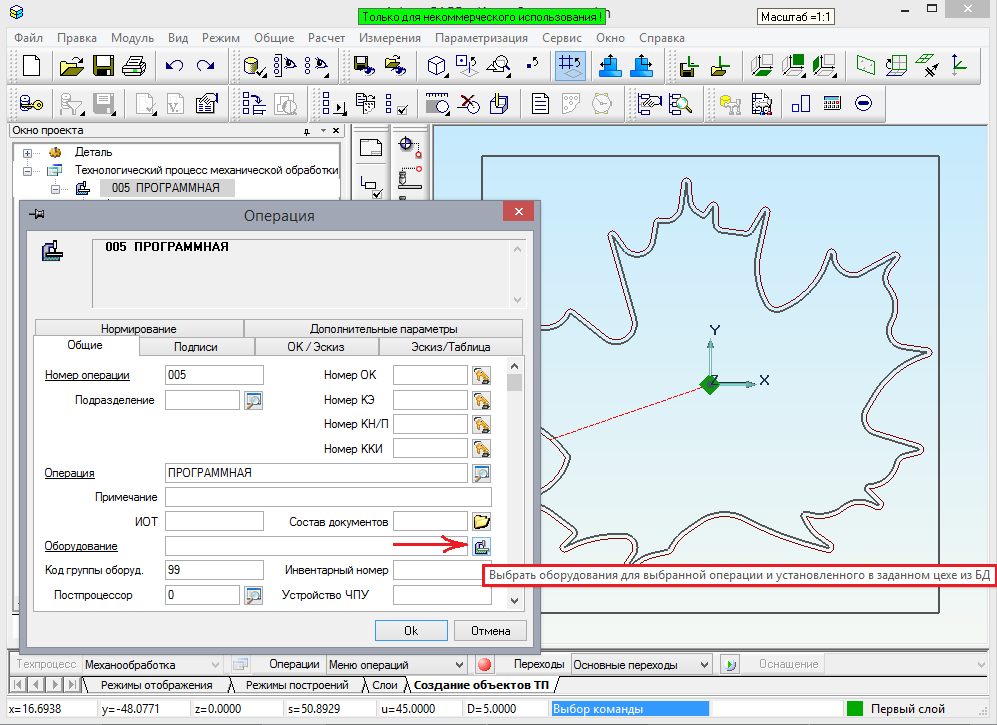 Только для некоммерческого использования!
Масштаб =1:1
Файл Правка Модуль Вид Режим Общие Расчет Измерения Параметризация Сервис Окно Справка
Окно проекта
Деталь
Технологический процесс механической обработки
005 ПРОГРАММНАЯ
Операция
005 ПРОГРАММНАЯ
Нормирование Дополнительные параметры
Общие Подписи ОК / Эскиз Эскиз/Таблица
Номер операции 005 Номер ОК
Подразделение Номер КЭ
Номер КН/П
Номер ККИ
Операция ПРОГРАММНАЯ
Примечание
ИОТ Состав документов
Оборудование
Код группы оборуд. 99 Инвентарный номер
Постпроцессор 0 Устройство ЧПУ
Выбрать оборудования для выбранной операции и установленного в заданном цехе из БД
Ok Отмена
Y
Z
X
Техпроцесс Механообработка Операции Меню операций Переходы Основные переходы Оснащение
Режимы отображения Режимы построений Слои Создание объектов ТП
x=16.6938 y=-48.0771 z=0.0000 s=50.8929 u=45.0000 D=5.0000 Выбор команды Первый слой